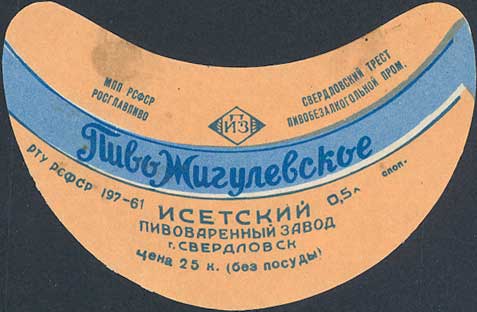 МПП РСФСР
РОСГЛАВПИВО
СВЕРДЛОВСКИЙ ТРЕСТ
ПИВОБЕЗАЛКОГОЛЬНОЙ ПРОМ.
ПИЗ
Пиво Жигулевское
РТУ РСФСР 197-61
0,5л
ИСЕТСКИЙ
ПИВОВАРЕННЫЙ ЗАВОД
г. СВЕРДЛОВСК
цена 25 к. (без посуды)